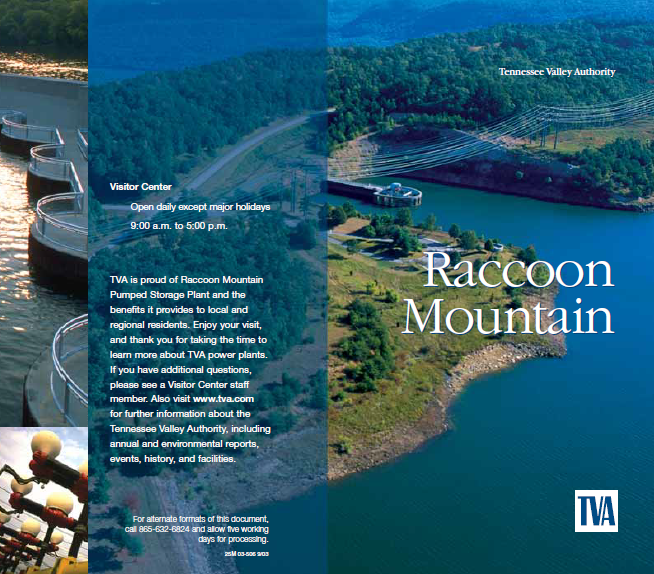 Tennessee Valley Authority
Raccoon
Mountain
TVA
Visitor Center
Open daily except major holidays
9:00 a.m. to 5:00 p.m.
TVA is proud of Raccoon Mountain
Pumped Storage Plant and the
benefits it provides to local and
regional residents. Enjoy your visit,
and thank you for taking the time to
learn more about TVA power plants.
If you have additional questions,
please see a Visitor Center staff
member. Also visit www.tva.com
for further information about the
Tennessee Valley Authority, including
annual and environmental reports,
events, history, and facilities.
For alternate formats of this document,
call 865-632-6824 and allow five working
days for processing.
25M 03-506 9/03